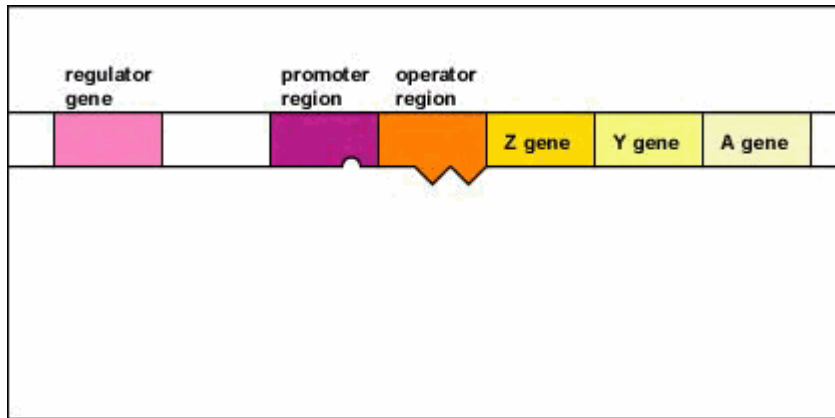 regulator
gene
promoter
region
operator
region
Z gene
Y gene
A gene